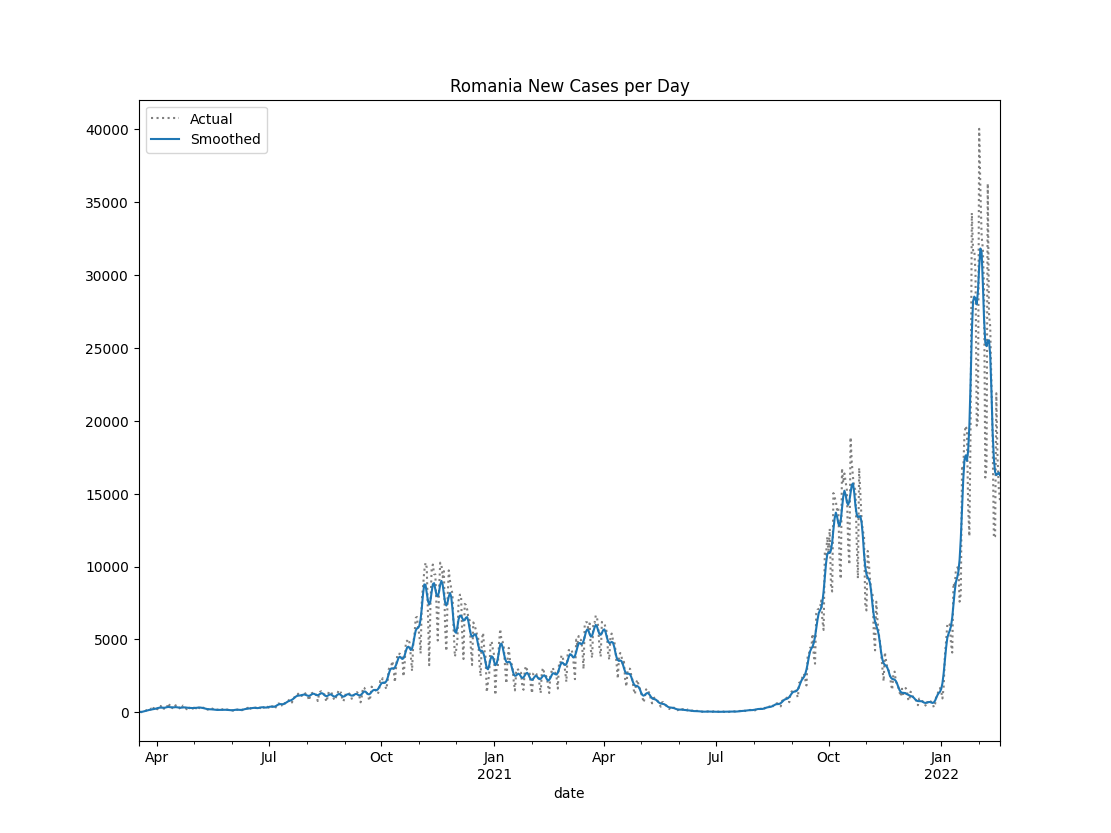 Romania New Cases per Day
Actual
Smoothed
40000
35000
30000
25000
20000
15000
10000
5000
0
Apr Jul Oct Jan Apr Jul Oct Jan
2021 2022
date